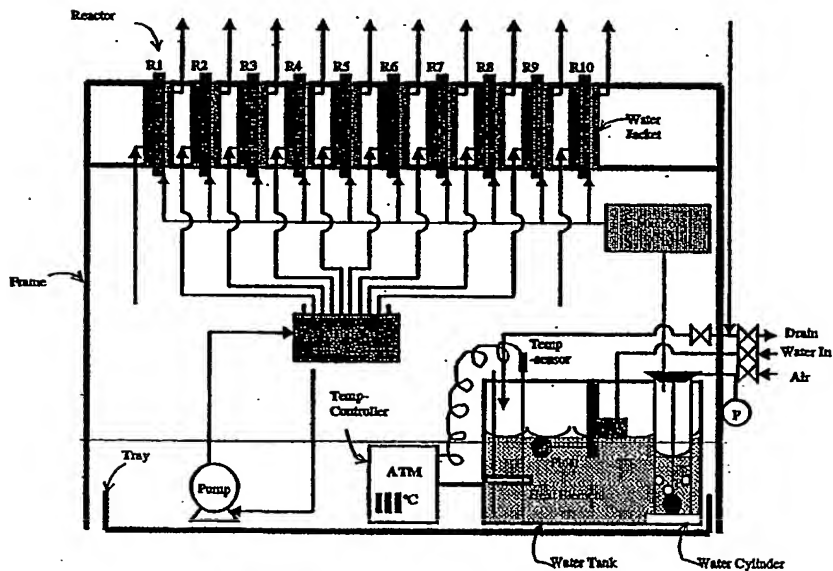 Reactor
R1 R2 R3 R4 R5 R6 R7 R8 R9 R10
Water
Jacket
Frame
Drain
Water In
Air
Temp
-sensor
P
Temp-
Controller
Tray
ATM
°C
Pump
Heat Element
Water Tank
Water Cylinder